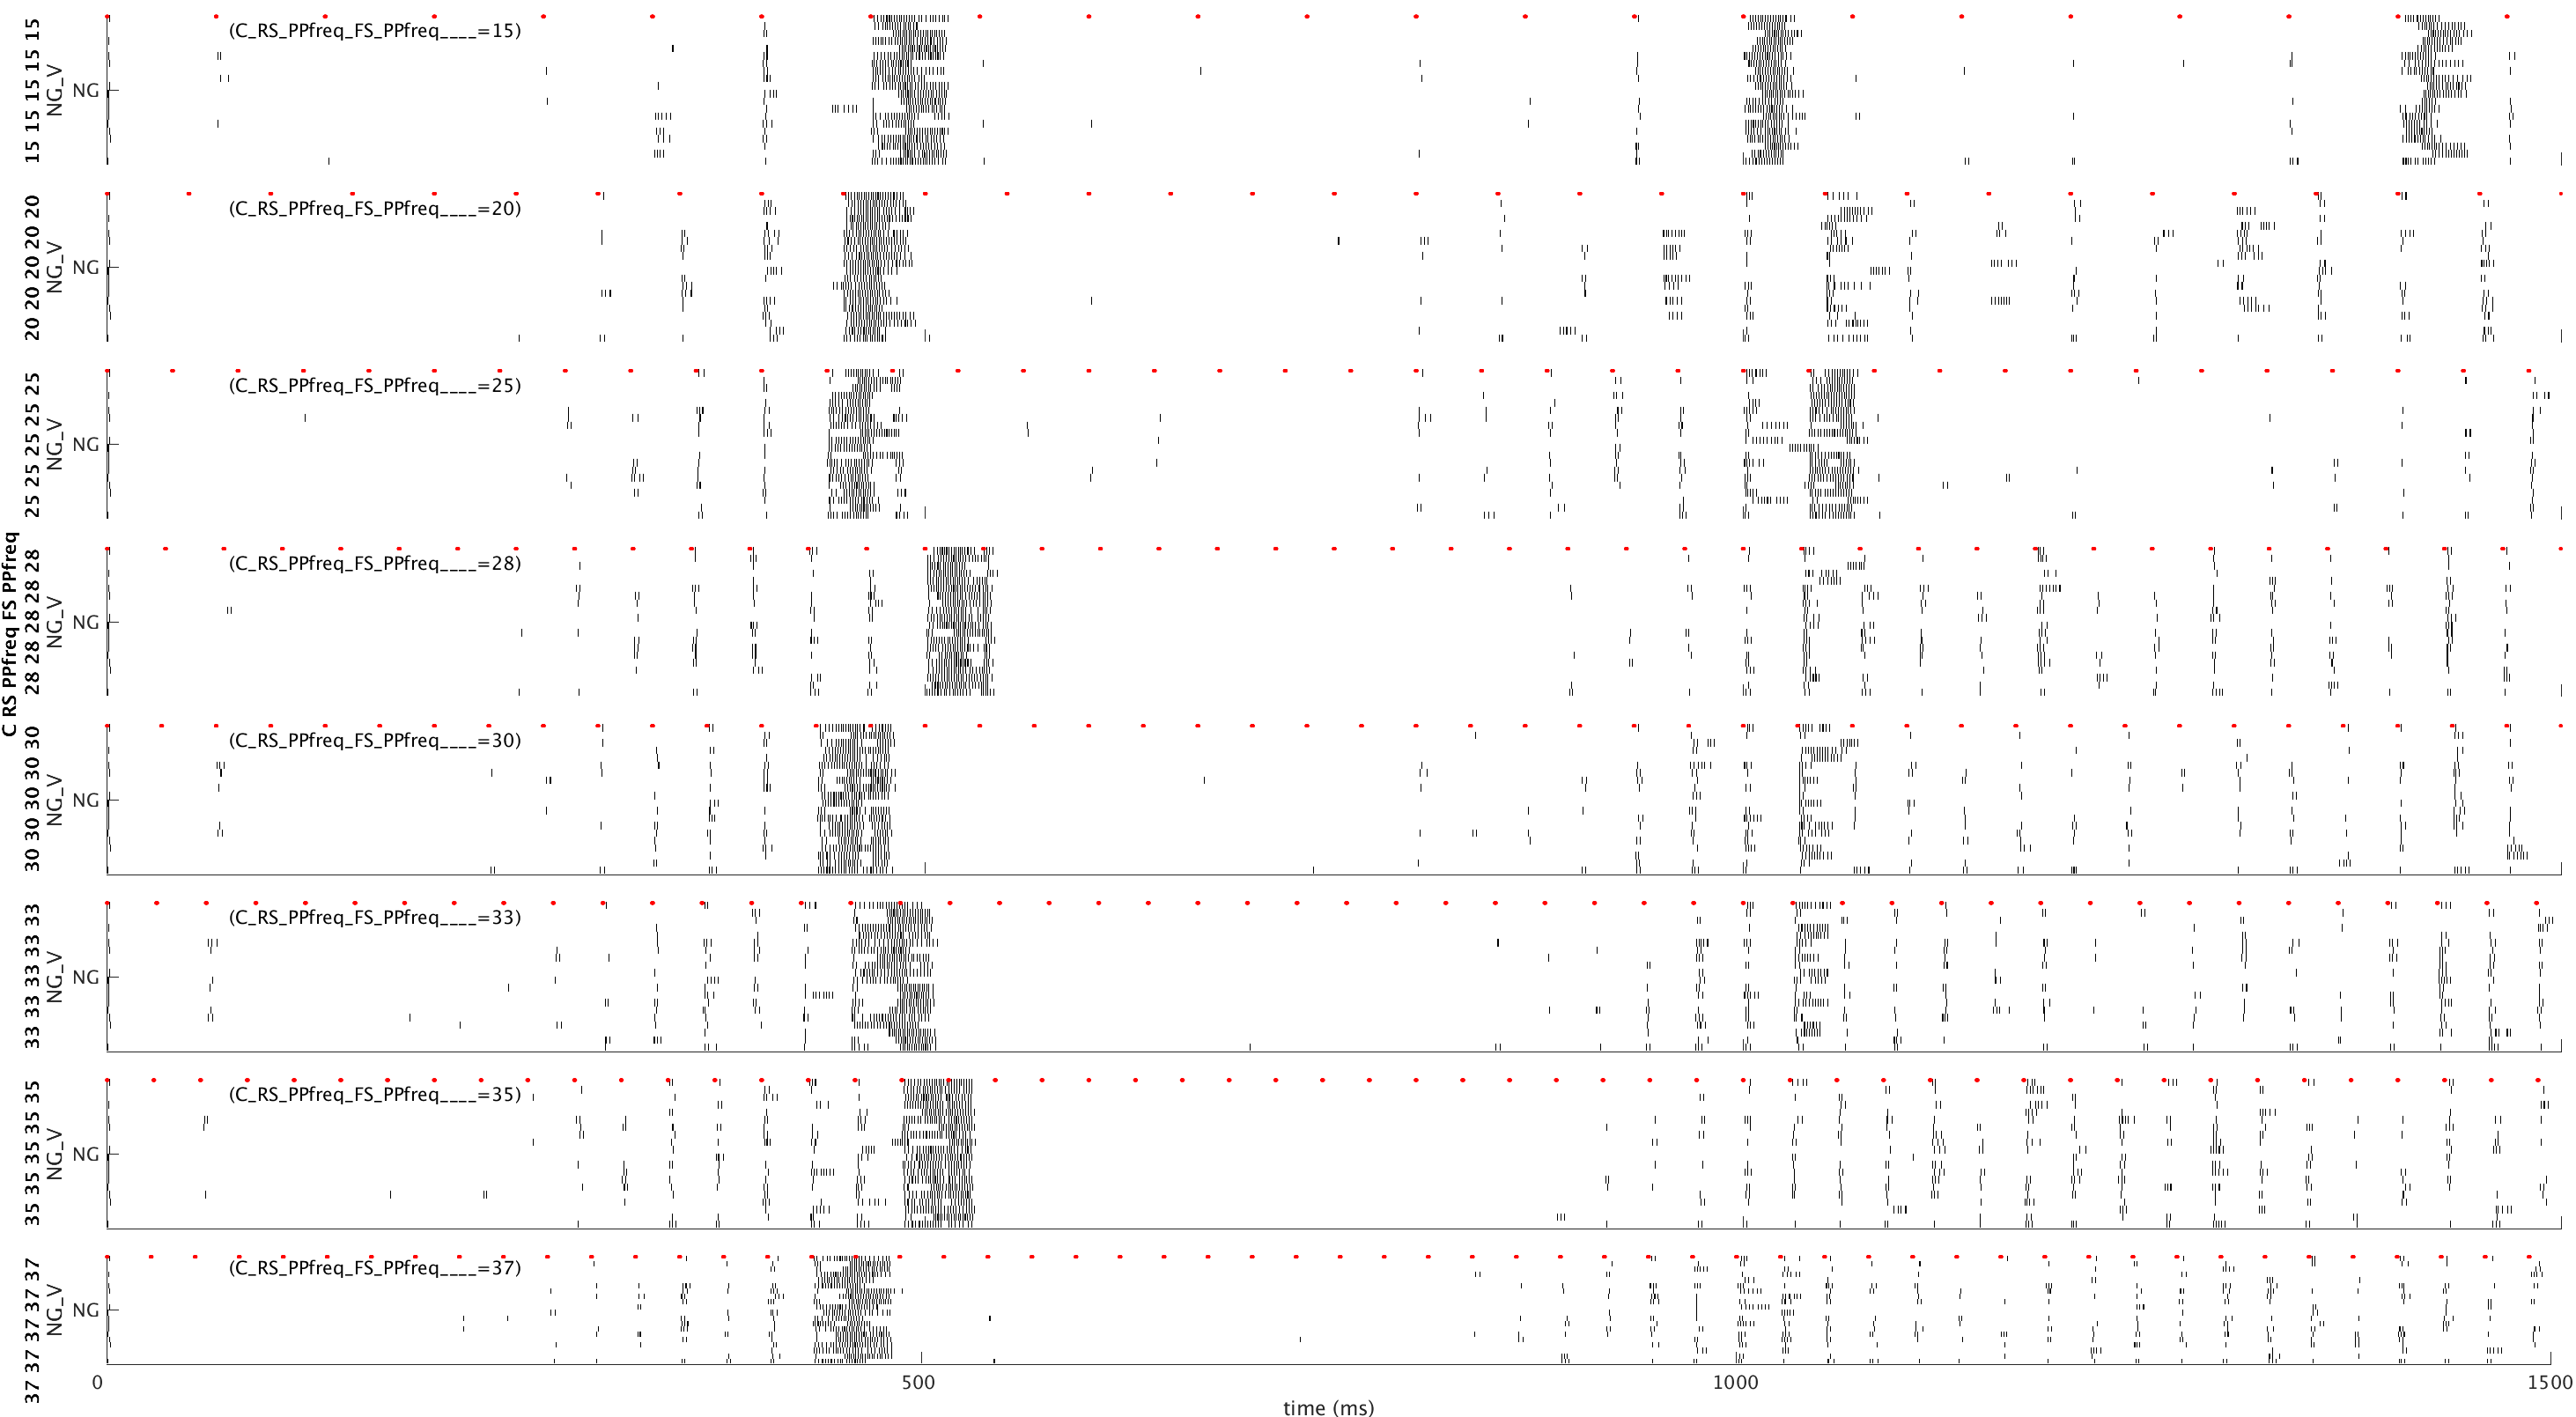 C RS PPfreq FS PPfreq
15 15 15 15 15
NG_V
NG
(C_RS_PPfreq_FS_PPfreq____=15)
20 20 20 20 20
NG_V
NG
(C_RS_PPfreq_FS_PPfreq____=20)
25 25 25 25 25
NG_V
NG
(C_RS_PPfreq_FS_PPfreq____=25)
28 28 28 28 28
NG_V
NG
(C_RS_PPfreq_FS_PPfreq____=28)
30 30 30 30 30
NG_V
NG
(C_RS_PPfreq_FS_PPfreq____=30)
33 33 33 33 33
NG_V
NG
(C_RS_PPfreq_FS_PPfreq____=33)
35 35 35 35 35
NG_V
NG
(C_RS_PPfreq_FS_PPfreq____=35)
37 37 37 37 37
NG_V
NG
(C_RS_PPfreq_FS_PPfreq____=37)
0 500 1000 1500
time (ms)